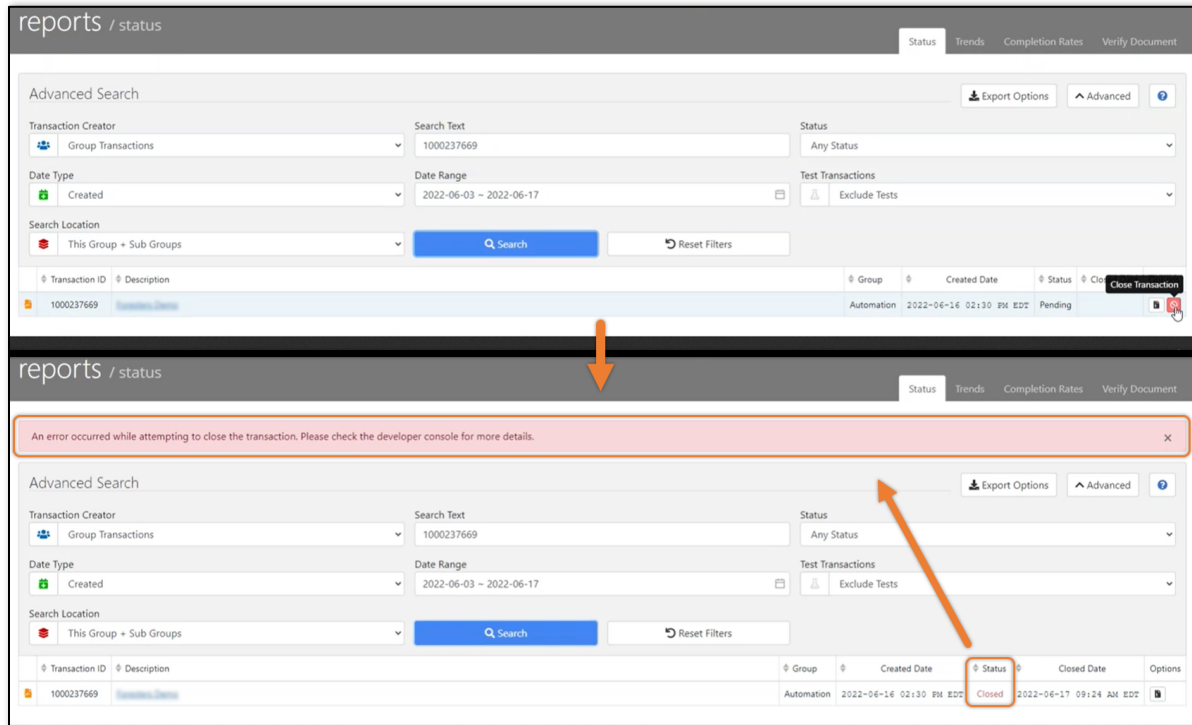 reports / status
Status Trends Completion Rates Verify Document
Advanced Search Export Options Advanced
Transaction Creator Search Text Status
Group Transactions 1000237669 Any Status
Date Type Date Range Test Transactions
Created 2022-06-03 ~ 2022-06-17 Exclude Tests
Search Location
This Group + Sub Groups Search Reset Filters
Transaction ID Description Group Created Date Status Clo Close Transaction
1000237669 Automation 2022-06-16 02:30 PM EDT Pending
reports / status
Status Trends Completion Rates Verify Document
An error occurred while attempting to close the transaction. Please check the developer console for more details. ×
Advanced Search Export Options Advanced
Transaction Creator Search Text Status
Group Transactions 1000237669 Any Status
Date Type Date Range Test Transactions
Created 2022-06-03 ~ 2022-06-17 Exclude Tests
Search Location
This Group + Sub Groups Search Reset Filters
Transaction ID Description Group Created Date Status Closed Date Options
1000237669 Automation 2022-06-16 02:30 PM EDT Closed 2022-06-17 09:24 AM EDT